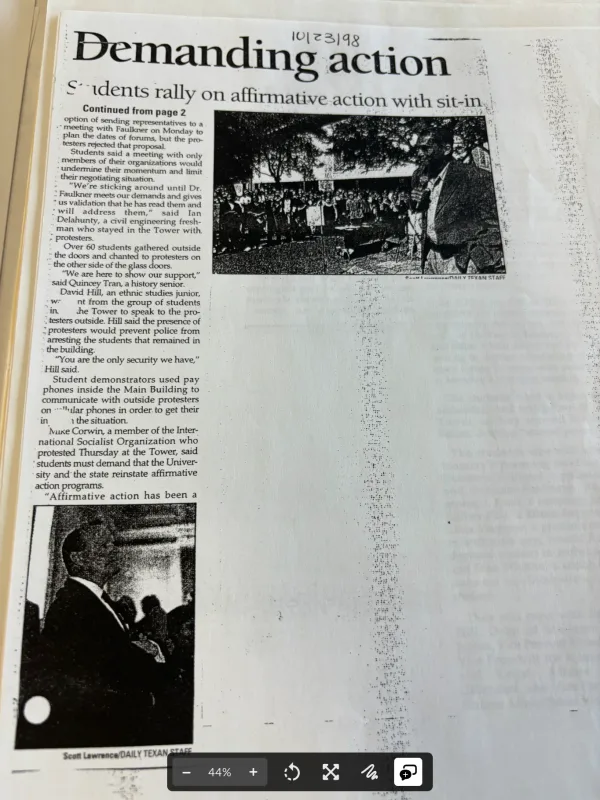 10/23/98
Demanding action
Students rally on affirmative action with sit-in
Continued from page 2
option of sending representatives to a
meeting with Faulkner on Monday to
plan the dates of forums, but the pro-
testers rejected that proposal.
Students said a meeting with only
members of their organizations would
undermine their momentum and limit
their negotiating situation.
"We're sticking around until Dr.
Faulkner meets our demands and gives
us validation that he has read them and
will address them," said Ian
Delahunty, a civil engineering fresh-
man who stayed in the Tower with
protesters.
Over 60 students gathered outside
the doors and chanted to protesters on
the other side of the glass doors.
"We are here to show our support,"
said Quincey Tran, a history senior.
David Hill, an ethnic studies junior,
nt from the group of students
in the Tower to speak to the pro-
testers outside. Hill said the presence of
protesters would prevent police from
arresting the students that remained in
the building.
"You are the only security we have,"
Hill said.
Student demonstrators used pay
phones inside the Main Building to
communicate with outside protesters
on lular phones in order to get their
in the situation.
Mike Corwin, a member of the Inter-
national Socialist Organization who
protested Thursday at the Tower, said
students must demand that the Univer-
sity and the state reinstate affirmative
action programs.
"Affirmative action has been a
Scott Lawrence/DAILY TEXAN STAFF
Scott Lawrence/DAILY TEXAN STAFF
44%